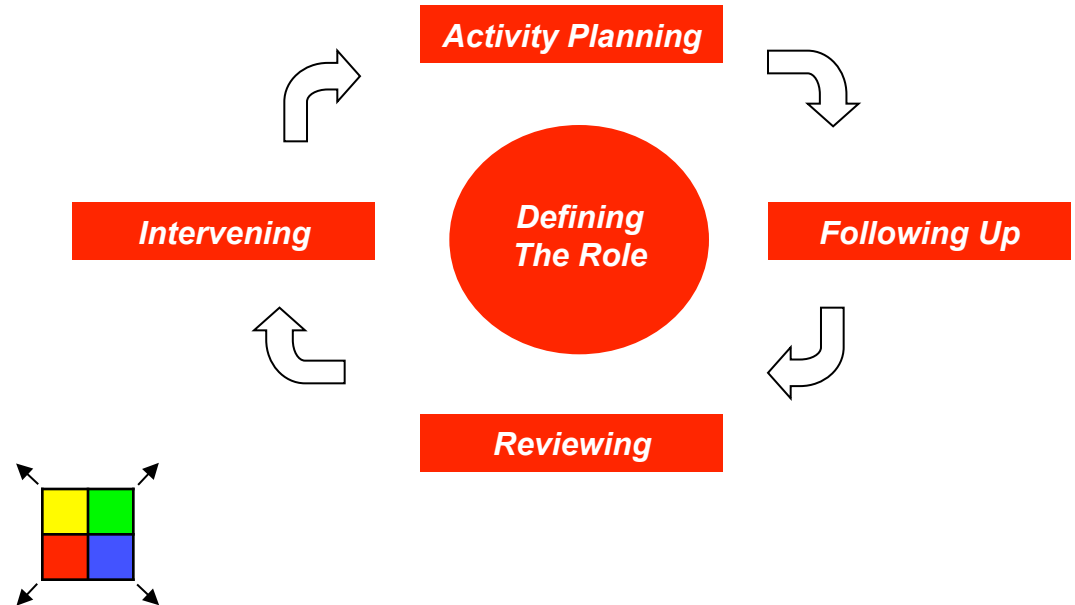 Activity Planning
Intervening
Defining
The Role
Following Up
Reviewing